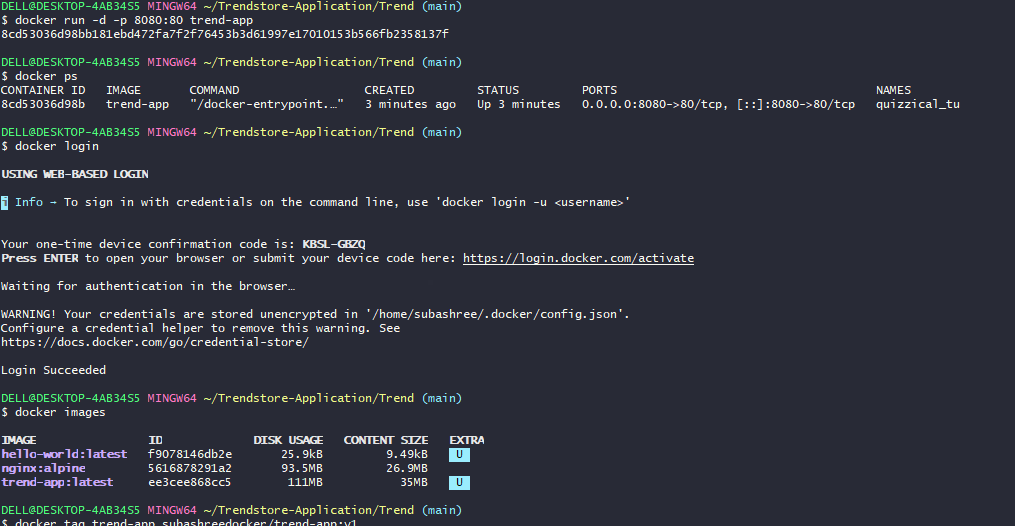 DELL@DESKTOP-4AB34S5 MINGW64 ~/Trendstore-Application/Trend (main)
$ docker run -d -p 8080:80 trend-app
8cd53036d98bb181ebd472fa7f2f76453b3d61997e17010153b566fb2358137f
DELL@DESKTOP-4AB34S5 MINGW64 ~/Trendstore-Application/Trend (main)
$ docker ps
CONTAINER ID IMAGE COMMAND CREATED STATUS PORTS NAMES
8cd53036d98b trend-app "/docker-entrypoint.…" 3 minutes ago Up 3 minutes 0.0.0.0:8080->80/tcp, [::]:8080->80/tcp quizzical_tu
DELL@DESKTOP-4AB34S5 MINGW64 ~/Trendstore-Application/Trend (main)
$ docker login
USING WEB-BASED LOGIN
i Info → To sign in with credentials on the command line, use 'docker login -u <username>'
Your one-time device confirmation code is: KBSL-GBZQ
Press ENTER to open your browser or submit your device code here: https://login.docker.com/activate
Waiting for authentication in the browser…
WARNING! Your credentials are stored unencrypted in '/home/subashree/.docker/config.json'.
Configure a credential helper to remove this warning. See
https://docs.docker.com/go/credential-store/
Login Succeeded
DELL@DESKTOP-4AB34S5 MINGW64 ~/Trendstore-Application/Trend (main)
$ docker images
IMAGE ID DISK USAGE CONTENT SIZE EXTRA
hello-world:latest f9078146db2e 25.9kB 9.49kB U
nginx:alpine 5616878291a2 93.5MB 26.9MB
trend-app:latest ee3cee868cc5 111MB 35MB U
DELL@DESKTOP-4AB34S5 MINGW64 ~/Trendstore-Application/Trend (main)
$ docker tag trend-app subashreedocker/trend-app:v1